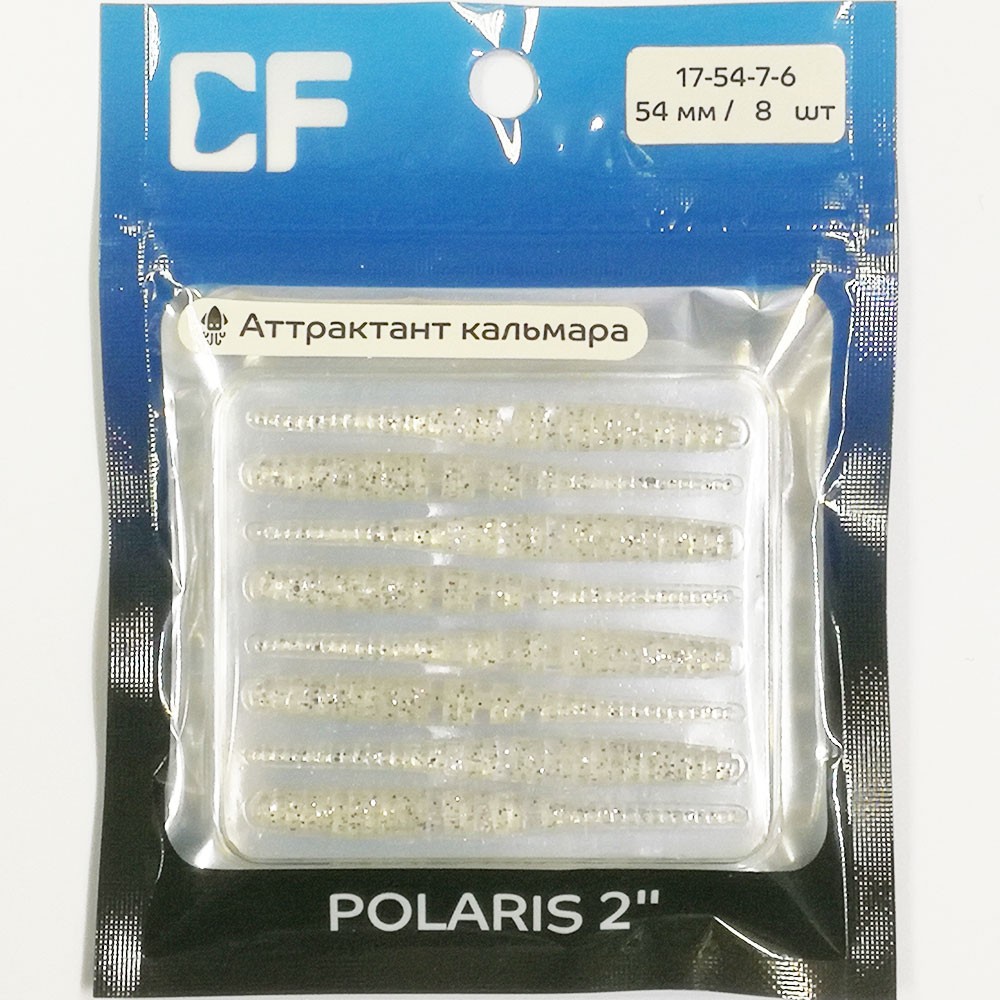 CF
17-54-7-6
54 мм / 8 шт
Аттрактант кальмара
POLARIS 2"